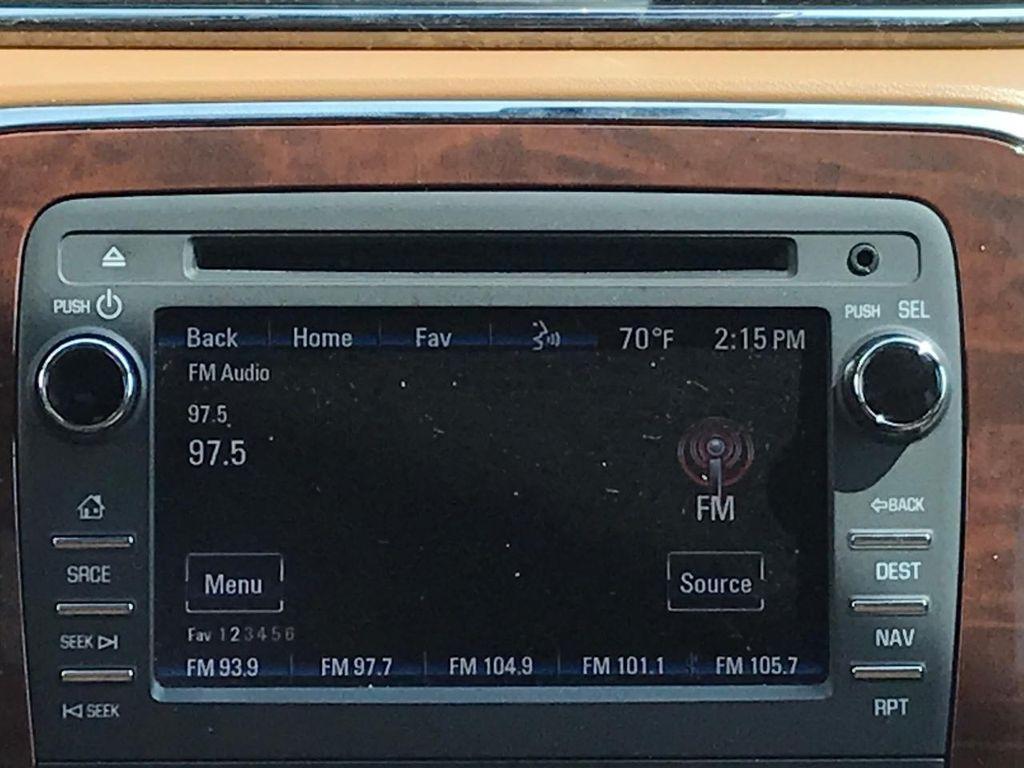 PUSH
PUSH SEL
Back Home Fav 70°F 2:15 PM
FM Audio
97.5
97.5
FM
BACK
SRCE
DEST
Menu
Source
SEEK
Fav 1 2 3 4 5 6
NAV
FM 93.9 FM 97.7 FM 104.9 FM 101.1 FM 105.7
SEEK
RPT